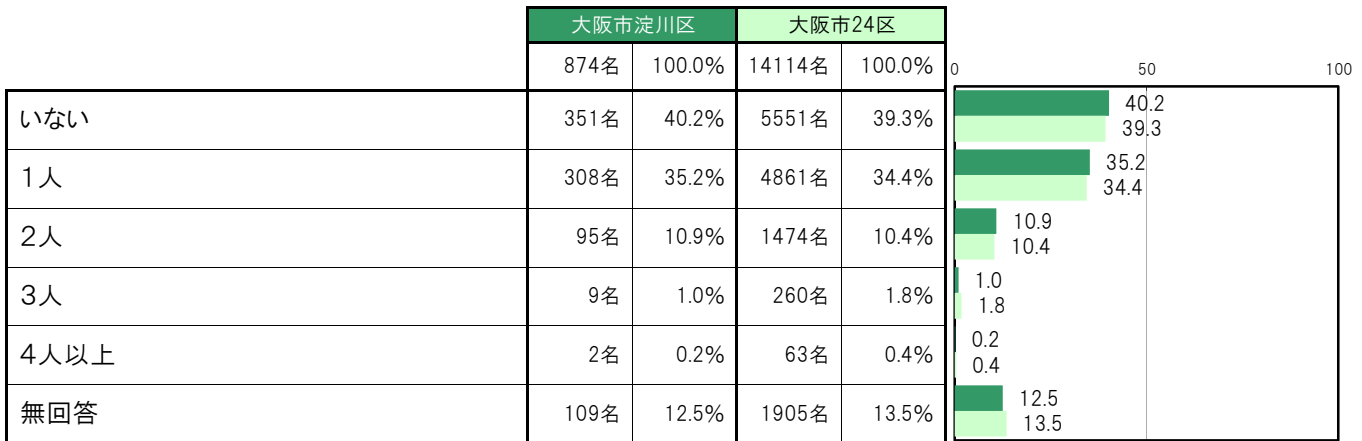 大阪市淀川区 大阪市24区
874名 100.0% 14114名 100.0% 0 50 100
いない 351名 40.2% 5551名 39.3% 40.2
39.3
1人 308名 35.2% 4861名 34.4% 35.2
34.4
2人 95名 10.9% 1474名 10.4% 10.9
10.4
3人 9名 1.0% 260名 1.8% 1.0
1.8
4人以上 2名 0.2% 63名 0.4% 0.2
0.4
無回答 109名 12.5% 1905名 13.5% 12.5
13.5